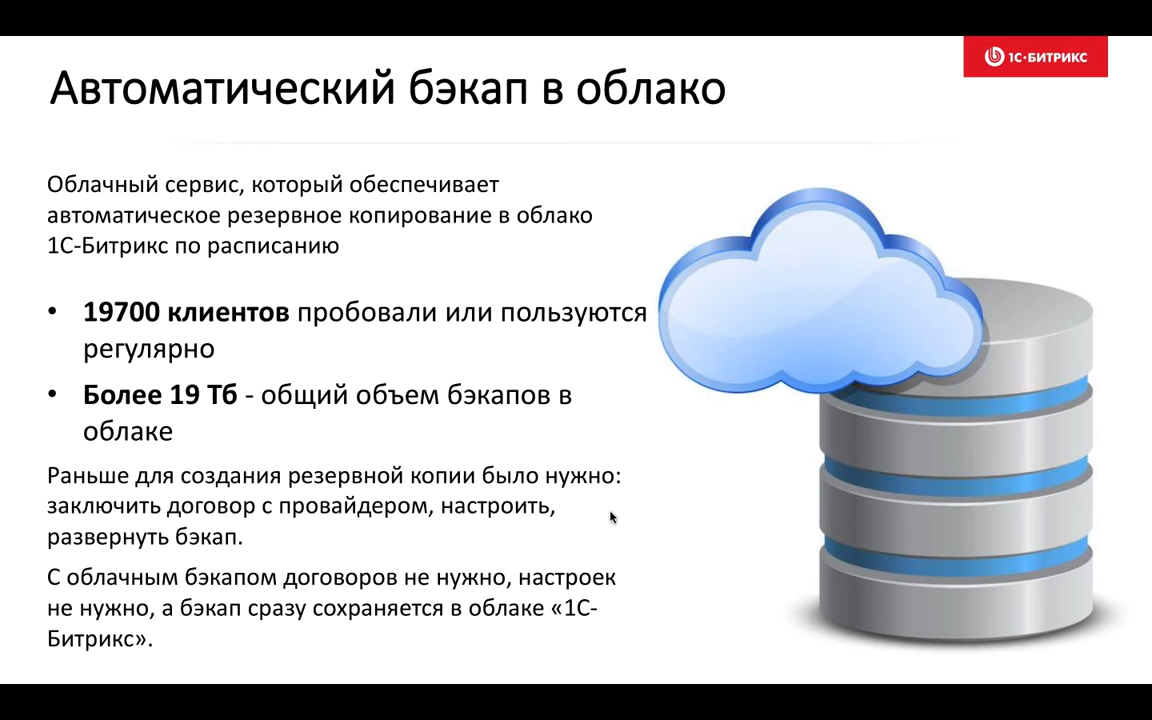 1С·БИТРИКС
Автоматический бэкап в облако
Облачный сервис, который обеспечивает
автоматическое резервное копирование в облако
1С-Битрикс по расписанию
• 19700 клиентов пробовали или пользуются
регулярно
• Более 19 Тб - общий объем бэкапов в
облаке
Раньше для создания резервной копии было нужно:
заключить договор с провайдером, настроить,
развернуть бэкап.
С облачным бэкапом договоров не нужно, настроек
не нужно, а бэкап сразу сохраняется в облаке «1С-
Битрикс».